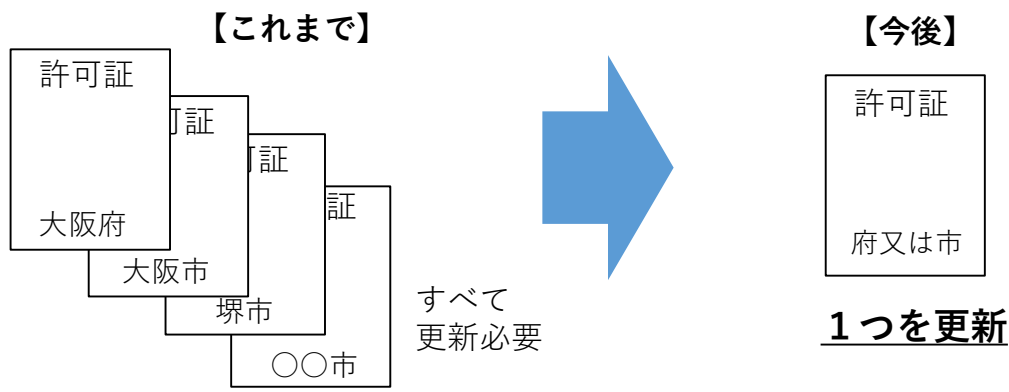 【これまで】
許可証
大阪府
可証
大阪市
可証
堺市
証
〇〇市
すべて
更新必要
【今後】
許可証
府又は市
１つを更新